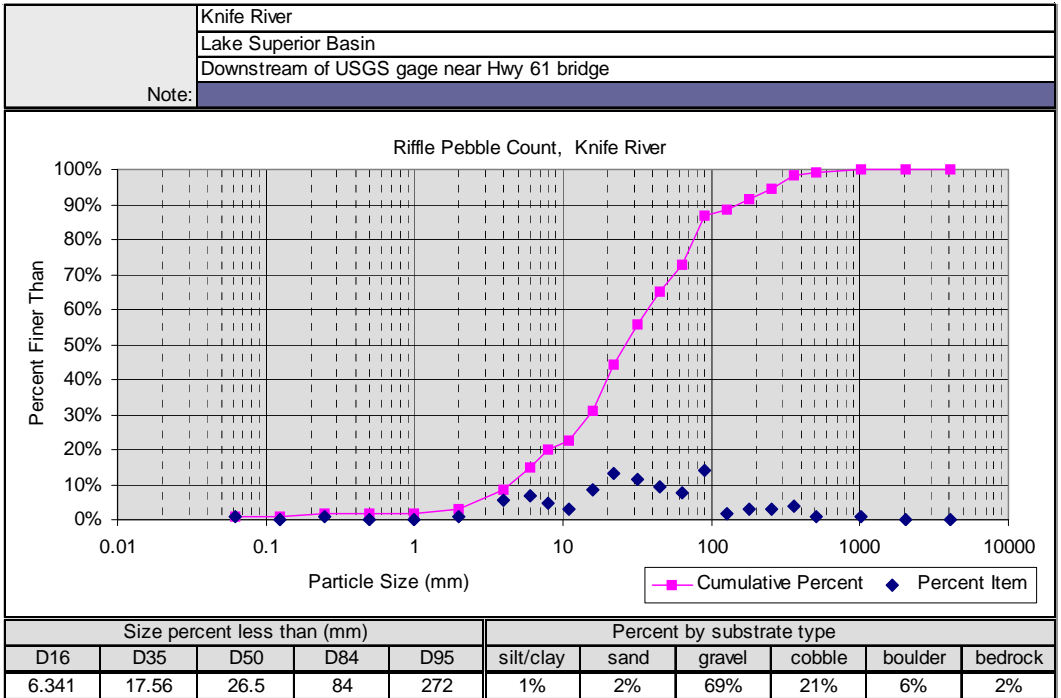 Knife River
Lake Superior Basin
Downstream of USGS gage near Hwy 61 bridge
Note:
Riffle Pebble Count, Knife River
100%
90%
80%
70%
60%
50%
40%
30%
20%
10%
0%
Percent Finer Than
0.01 0.1 1 10 100 1000 10000
Particle Size (mm)
Cumulative Percent Percent Item
Size percent less than (mm) Percent by substrate type
D16 D35 D50 D84 D95 silt/clay sand gravel cobble boulder bedrock
6.341 17.56 26.5 84 272 1% 2% 69% 21% 6% 2%